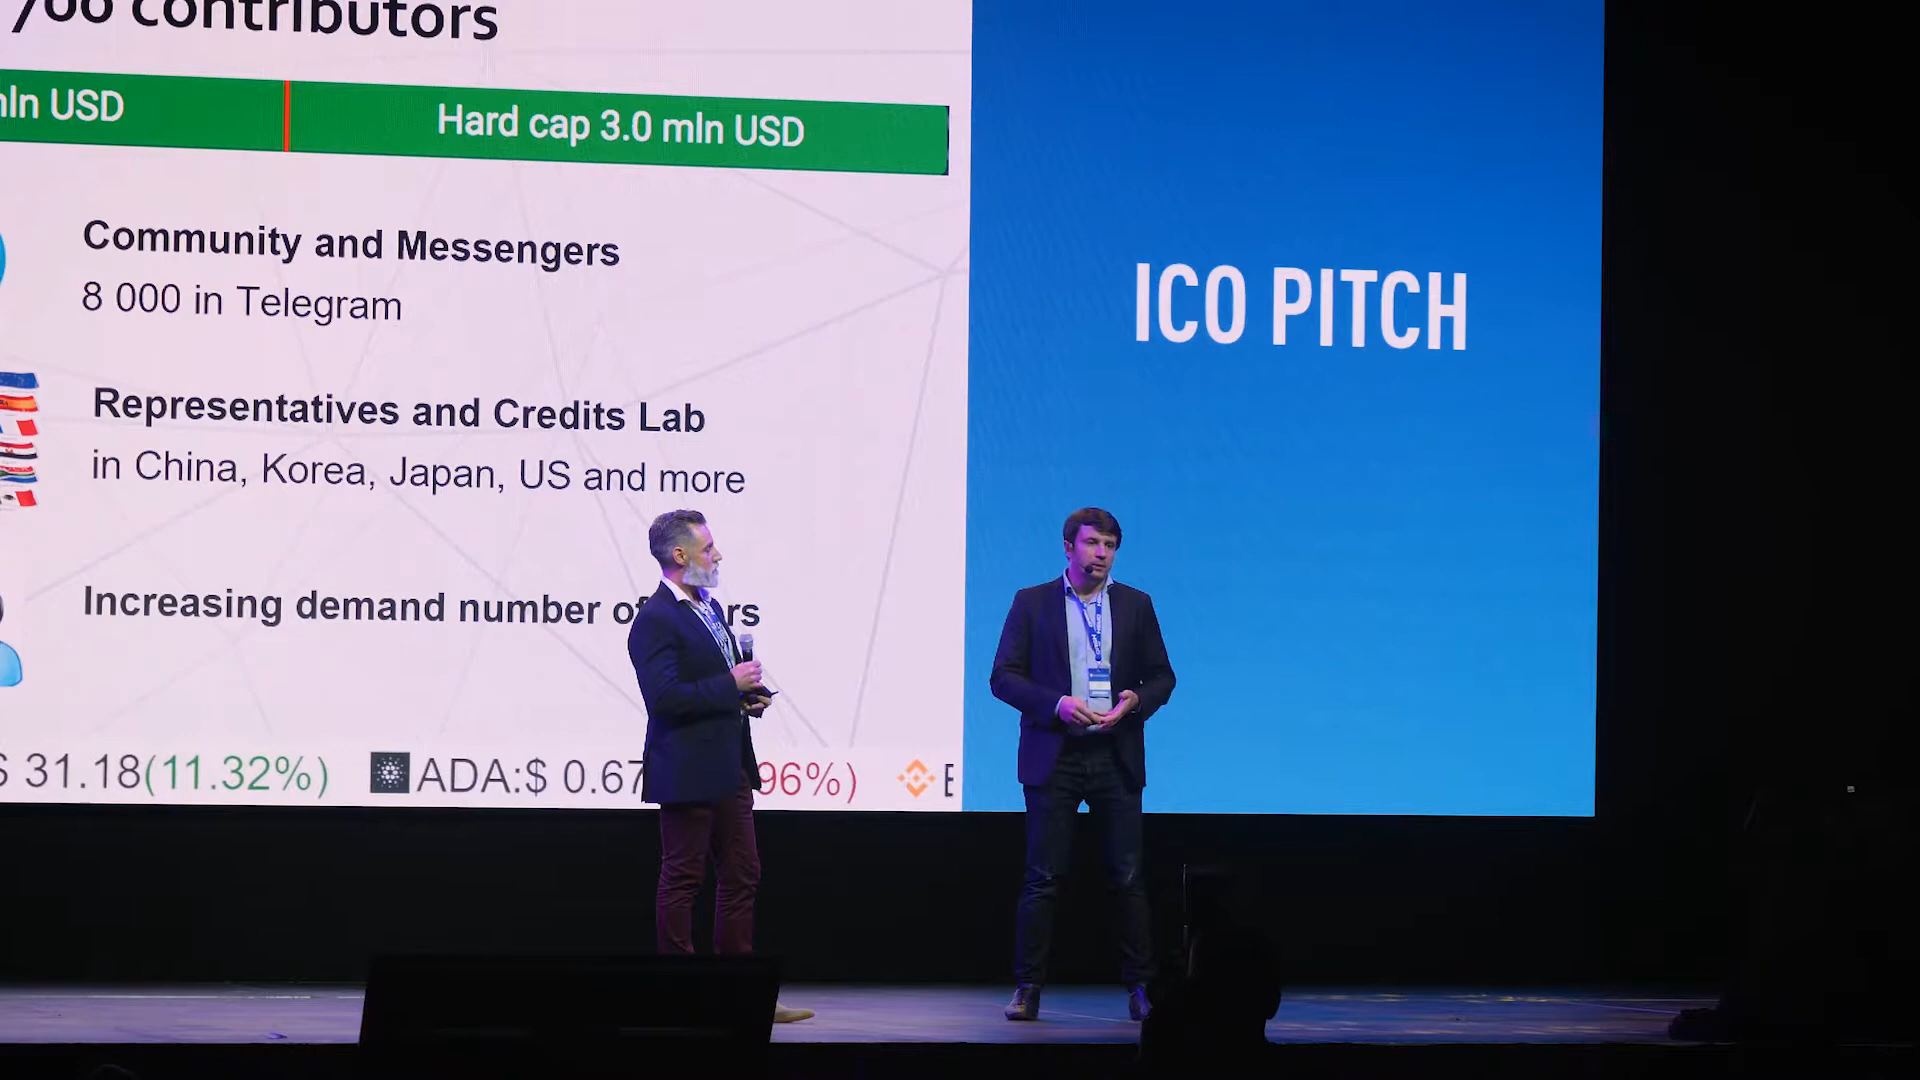 700 contributors
mln USD
Hard cap 3.0 mln USD
Community and Messengers
8 000 in Telegram
Representatives and Credits Lab
in China, Korea, Japan, US and more
Increasing demand number of
$ 31.18(11.32%) ADA:$ 0.67 96%)
ICO PITCH